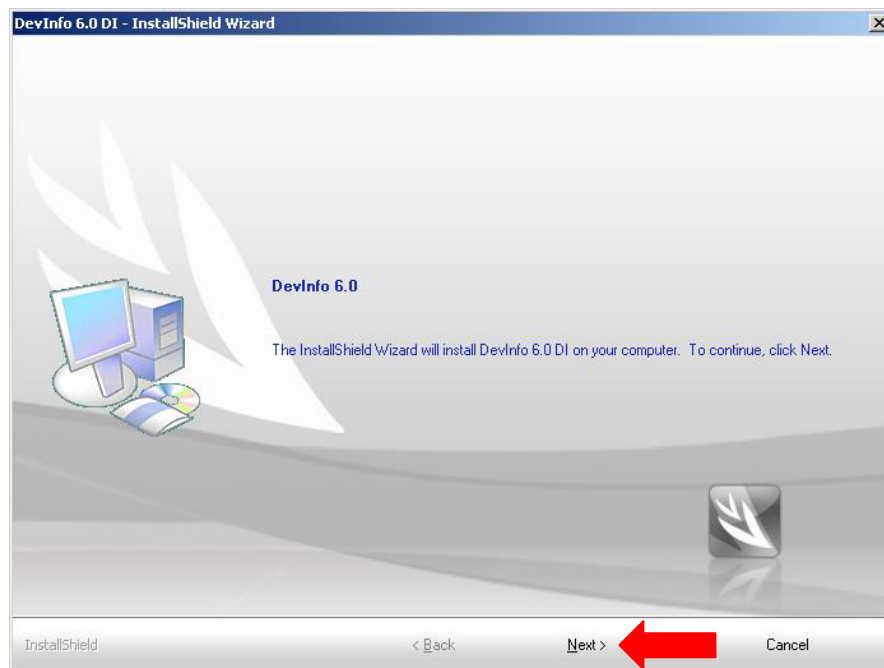 DevInfo 6.0 DI - InstallShield Wizard
DevInfo 6.0
The InstallShield Wizard will install DevInfo 6.0 DI on your computer. To continue, click Next.
InstallShield
< Back
Next >
Cancel